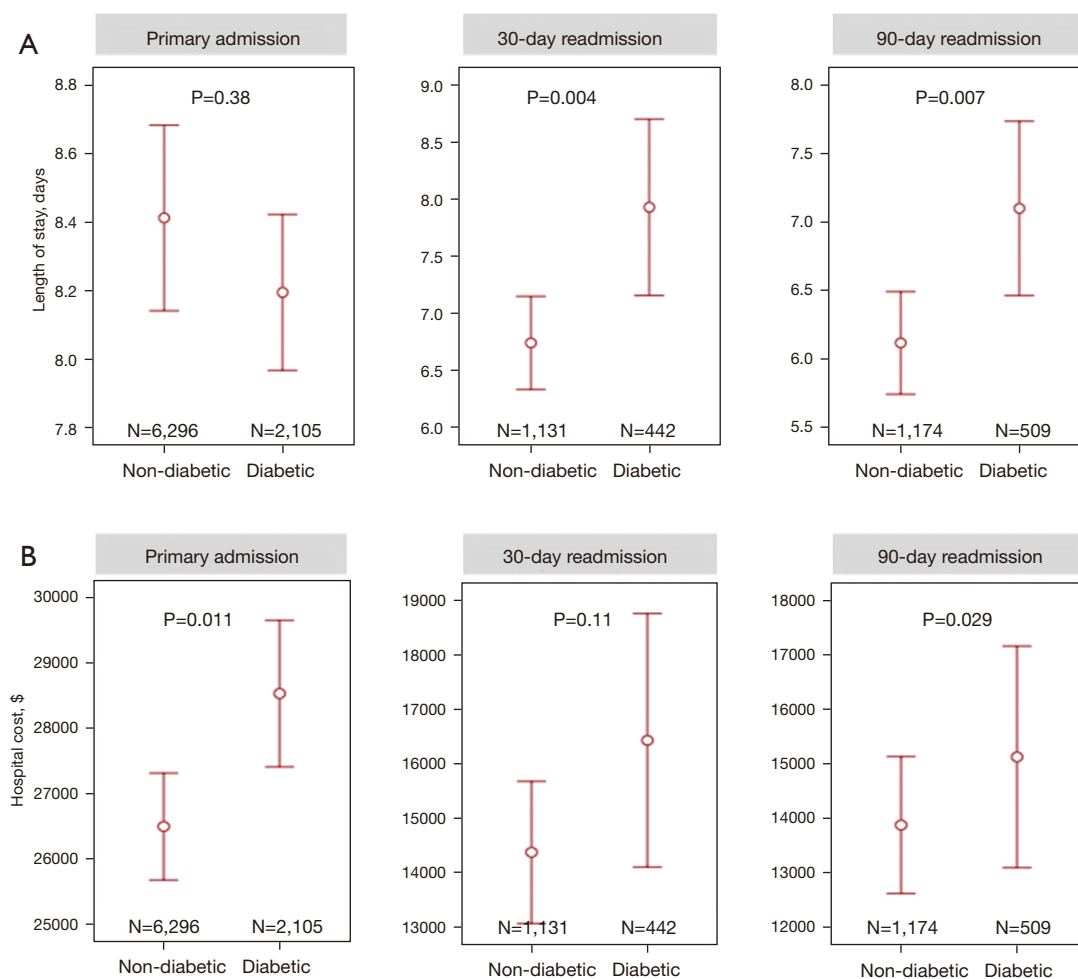 A
Primary admission
30-day readmission
90-day readmission
Length of stay, days
8.8
8.6
8.4
8.2
8.0
7.8
P=0.38
N=6,296 N=2,105
Non-diabetic Diabetic
9.0
8.5
8.0
7.5
7.0
6.5
6.0
P=0.004
N=1,131 N=442
Non-diabetic Diabetic
8.0
7.5
7.0
6.5
6.0
5.5
P=0.007
N=1,174 N=509
Non-diabetic Diabetic
B
Primary admission
30-day readmission
90-day readmission
Hospital cost, $
30000
29000
28000
27000
26000
25000
P=0.011
N=6,296 N=2,105
Non-diabetic Diabetic
19000
18000
17000
16000
15000
14000
13000
P=0.11
N=1,131 N=442
Non-diabetic Diabetic
18000
17000
16000
15000
14000
13000
12000
P=0.029
N=1,174 N=509
Non-diabetic Diabetic